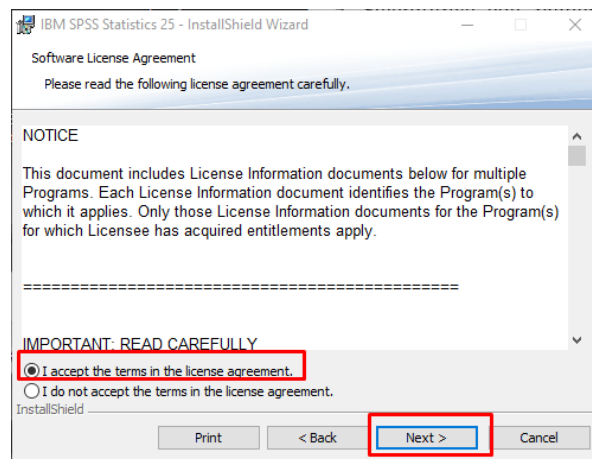 IBM SPSS Statistics 25 - InstallShield Wizard
Software License Agreement
Please read the following license agreement carefully.
NOTICE
This document includes License Information documents below for multiple
Programs. Each License Information document identifies the Program(s) to
which it applies. Only those License Information documents for the Program(s)
for which Licensee has acquired entitlements apply.
==============================================
IMPORTANT: READ CAREFULLY
I accept the terms in the license agreement.
I do not accept the terms in the license agreement.
InstallShield
Print
< Back
Next >
Cancel